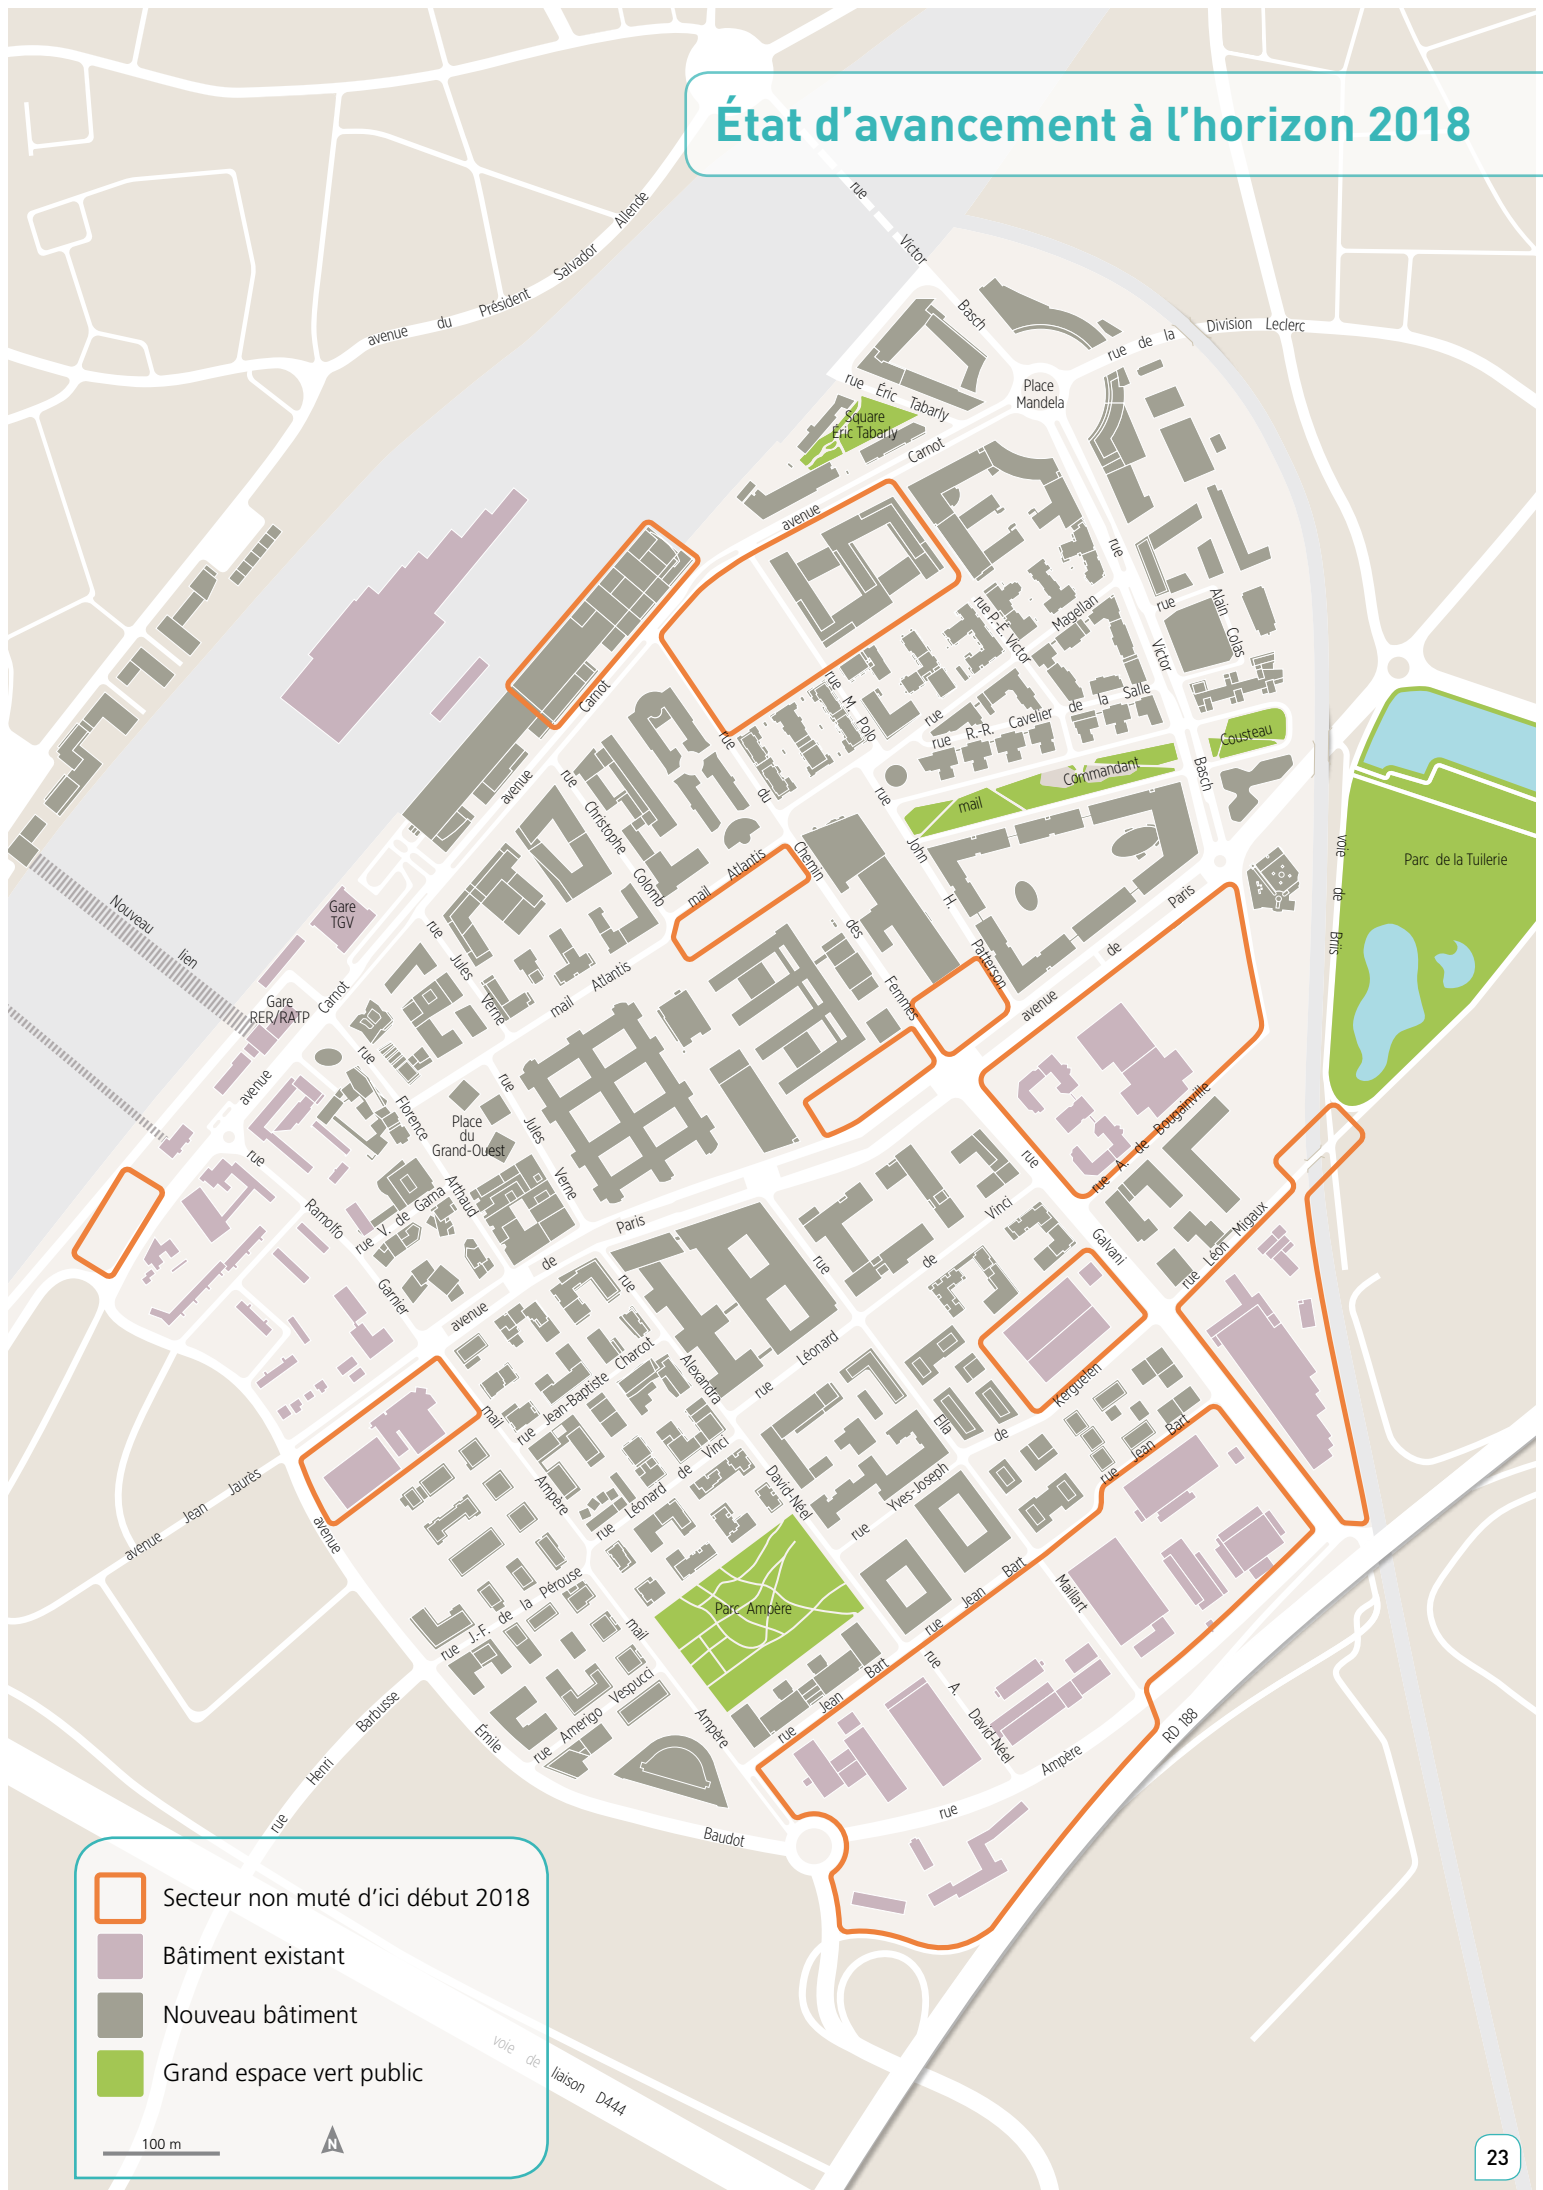 État d'avancement à l'horizon 2018
rue Victor Basch
avenue du Président Salvador Allende
rue de la Division Leclerc
Place
Mandela
rue Éric Tabarly
Square
Éric Tabarly
avenue Carnot
rue Victor Basch
rue Alain Colas
rue Magellan
rue P.-É. Victor
rue M. Polo
rue R.-R. Cavelier de la Salle
mail Commandant Cousteau
avenue Carnot
rue Christophe Colomb
rue du Chemin des Femmes
rue John H. Patterson
mail Atlantis
Parc de la Tuilerie
voie de Briis
avenue de Paris
Nouveau lien
Gare
TGV
Gare
RER/RATP
avenue Carnot
rue Jules Verne
mail Atlantis
rue Florence Arthaud
Place
du
Grand-Ouest
rue Jules Verne
rue Ramolfo Garnier
rue V. de Gama
avenue de Paris
rue Galvani
rue A. de Bougainville
rue Léon Migaux
rue Léonard de Vinci
rue Alexandra David-Néel
rue Jean-Baptiste Charcot
rue Ella Maillart
rue Yves-Joseph de Kerguelen
rue Jean Bart
mail Ampère
rue Léonard de Vinci
avenue Jean Jaurès
avenue Émile Baudot
rue J.-F. de la Pérouse
Parc Ampère
mail Ampère
rue Amerigo Vespucci
rue Jean Bart
rue Jean Bart
rue A. David-Néel
rue Ampère
RD 188
rue Henri Barbusse
voie de liaison D444
Secteur non muté d'ici début 2018
Bâtiment existant
Nouveau bâtiment
Grand espace vert public
100 m
N
23